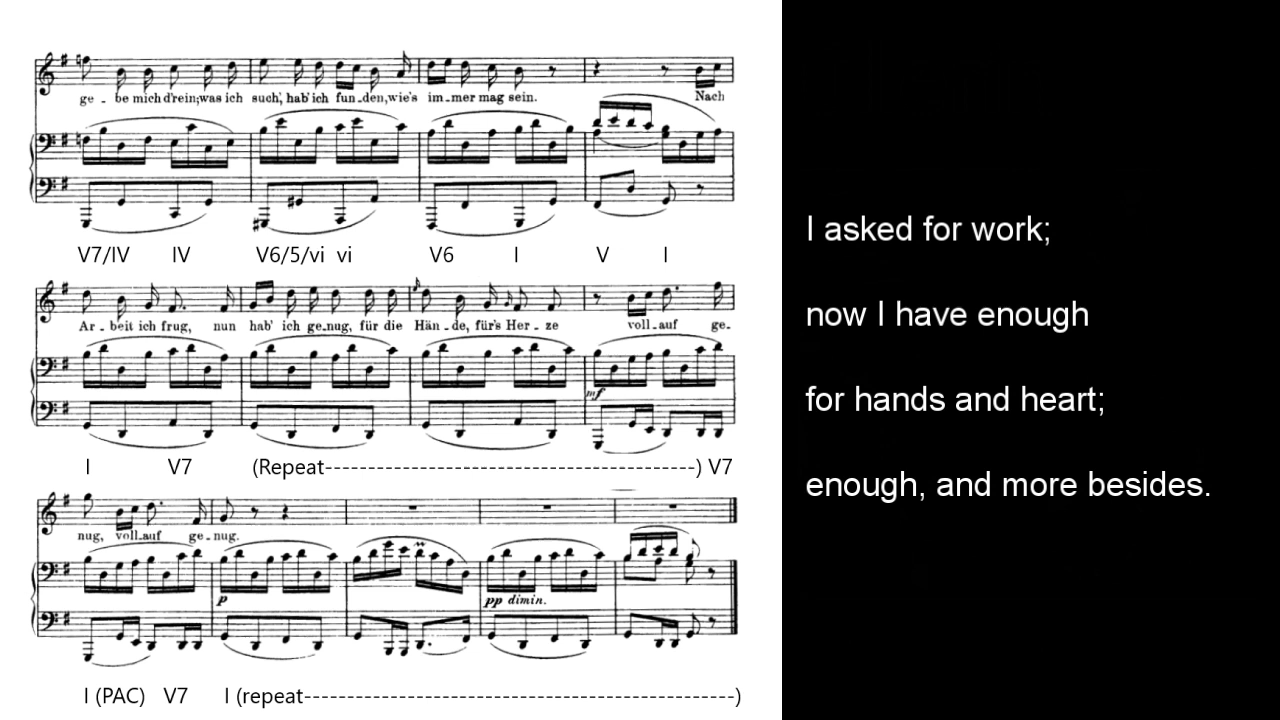 ge - be mich drein; was ich such', hab' ich fun - den, wie's im - mer mag sein. Nach
V7/IV IV V6/5/vi vi V6 I V I
Ar - beit ich frug, nun hab' ich ge - nug, für die Hän - de, für's Her - ze voll - auf ge -
mf
I V7 (Repeat-------------------------------------------) V7
nug, voll - auf ge - nug.
p pp dimin.
I (PAC) V7 I (repeat--------------------------------------------------)
I asked for work;
now I have enough
for hands and heart;
enough, and more besides.